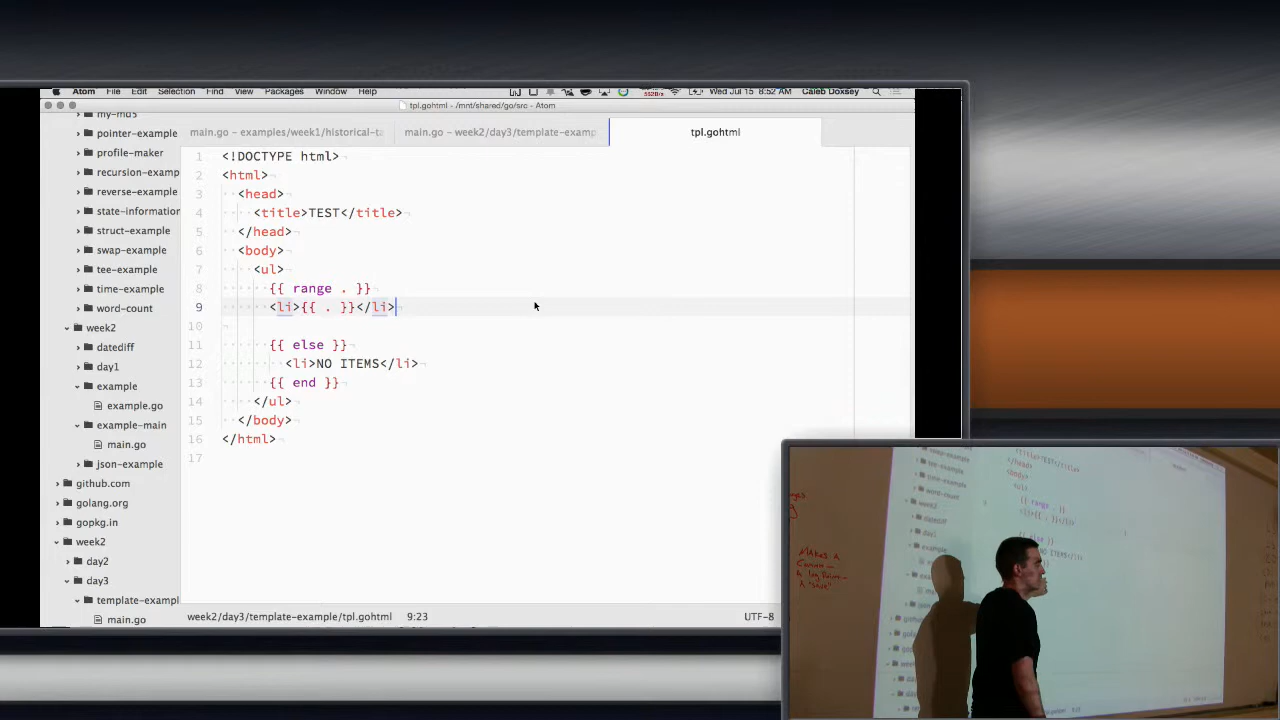 Atom File Edit Selection Find View Packages Window Help
Wed Jul 15 8:52 AM Caleb Doxsey
tpl.gohtml - /mnt/shared/go/src - Atom
main.go – examples/week1/historical-ta
main.go – week2/day3/template-examp
tpl.gohtml
my-md5
pointer-example
profile-maker
recursion-examp
reverse-example
state-information
struct-example
swap-example
tee-example
time-example
word-count
week2
datediff
day1
example
example.go
example-main
main.go
json-example
github.com
golang.org
gopkg.in
week2
day2
day3
template-exampl
main.go
1 <!DOCTYPE html>
2 <html>
3 <head>
4 <title>TEST</title>
5 </head>
6 <body>
7 <ul>
8 {{ range . }}
9 <li>{{ . }}</li>
10
11 {{ else }}
12 <li>NO ITEMS</li>
13 {{ end }}
14 </ul>
15 </body>
16 </html>
17
week2/day3/template-example/tpl.gohtml 9:23
UTF-8
MAKES A